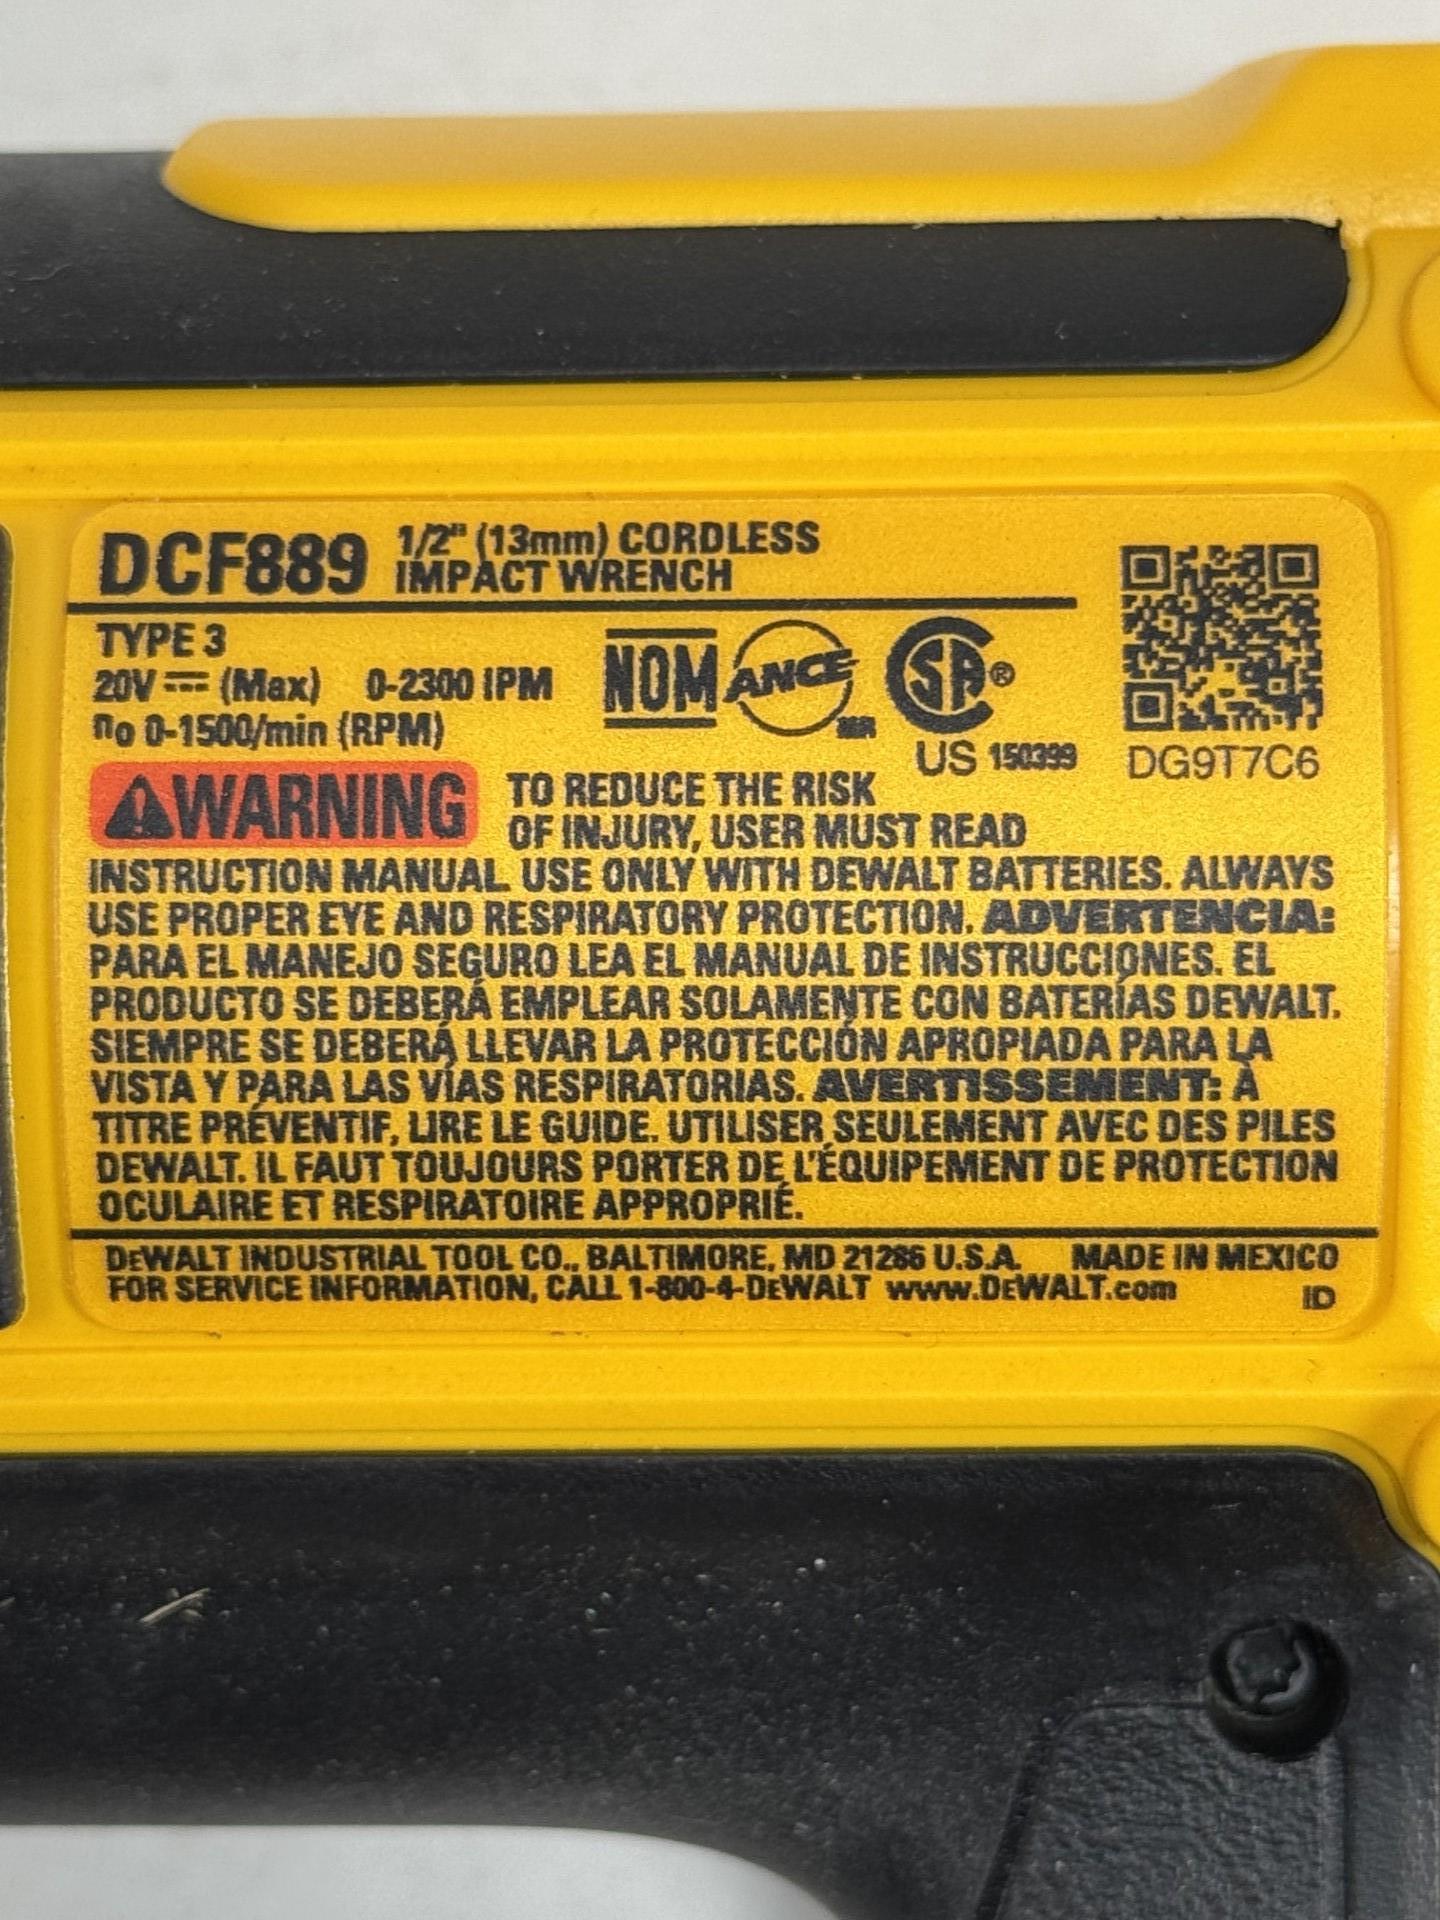 DCF889 1/2" (13mm) CORDLESS
IMPACT WRENCH
TYPE 3
20V ⎓ (Max) 0-2300 IPM
n₀ 0-1500/min (RPM)
NOM ANCE
SA®
US 150399
DG9T7C6
WARNING TO REDUCE THE RISK
OF INJURY, USER MUST READ
INSTRUCTION MANUAL. USE ONLY WITH DEWALT BATTERIES. ALWAYS
USE PROPER EYE AND RESPIRATORY PROTECTION. ADVERTENCIA:
PARA EL MANEJO SEGURO LEA EL MANUAL DE INSTRUCCIONES. EL
PRODUCTO SE DEBERÁ EMPLEAR SOLAMENTE CON BATERÍAS DEWALT.
SIEMPRE SE DEBERÁ LLEVAR LA PROTECCIÓN APROPIADA PARA LA
VISTA Y PARA LAS VÍAS RESPIRATORIAS. AVERTISSEMENT: À
TITRE PRÉVENTIF, LIRE LE GUIDE. UTILISER SEULEMENT AVEC DES PILES
DEWALT. IL FAUT TOUJOURS PORTER DE L'ÉQUIPEMENT DE PROTECTION
OCULAIRE ET RESPIRATOIRE APPROPRIÉ.
DEWALT INDUSTRIAL TOOL CO., BALTIMORE, MD 21286 U.S.A. MADE IN MEXICO
FOR SERVICE INFORMATION, CALL 1-800-4-DEWALT www.DEWALT.com
ID